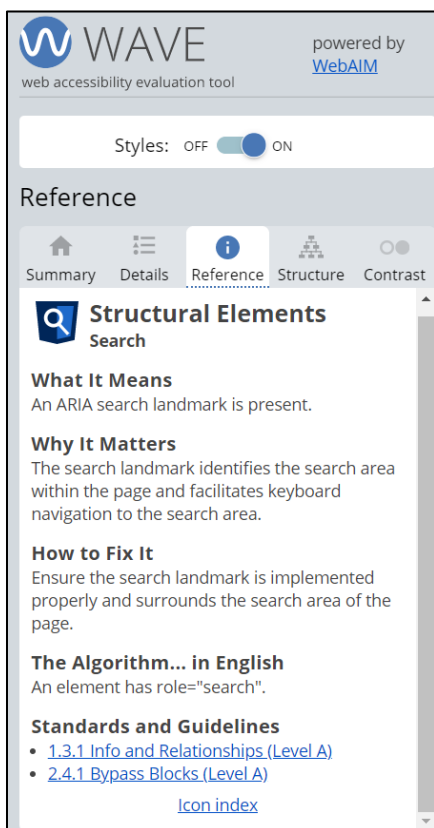 WAVE
powered by
WebAIM
web accessibility evaluation tool
Styles: OFF ON
Reference
Summary Details Reference Structure Contrast
Structural Elements
Search
What It Means
An ARIA search landmark is present.
Why It Matters
The search landmark identifies the search area
within the page and facilitates keyboard
navigation to the search area.
How to Fix It
Ensure the search landmark is implemented
properly and surrounds the search area of the
page.
The Algorithm... in English
An element has role="search".
Standards and Guidelines
• 1.3.1 Info and Relationships (Level A)
• 2.4.1 Bypass Blocks (Level A)
Icon index